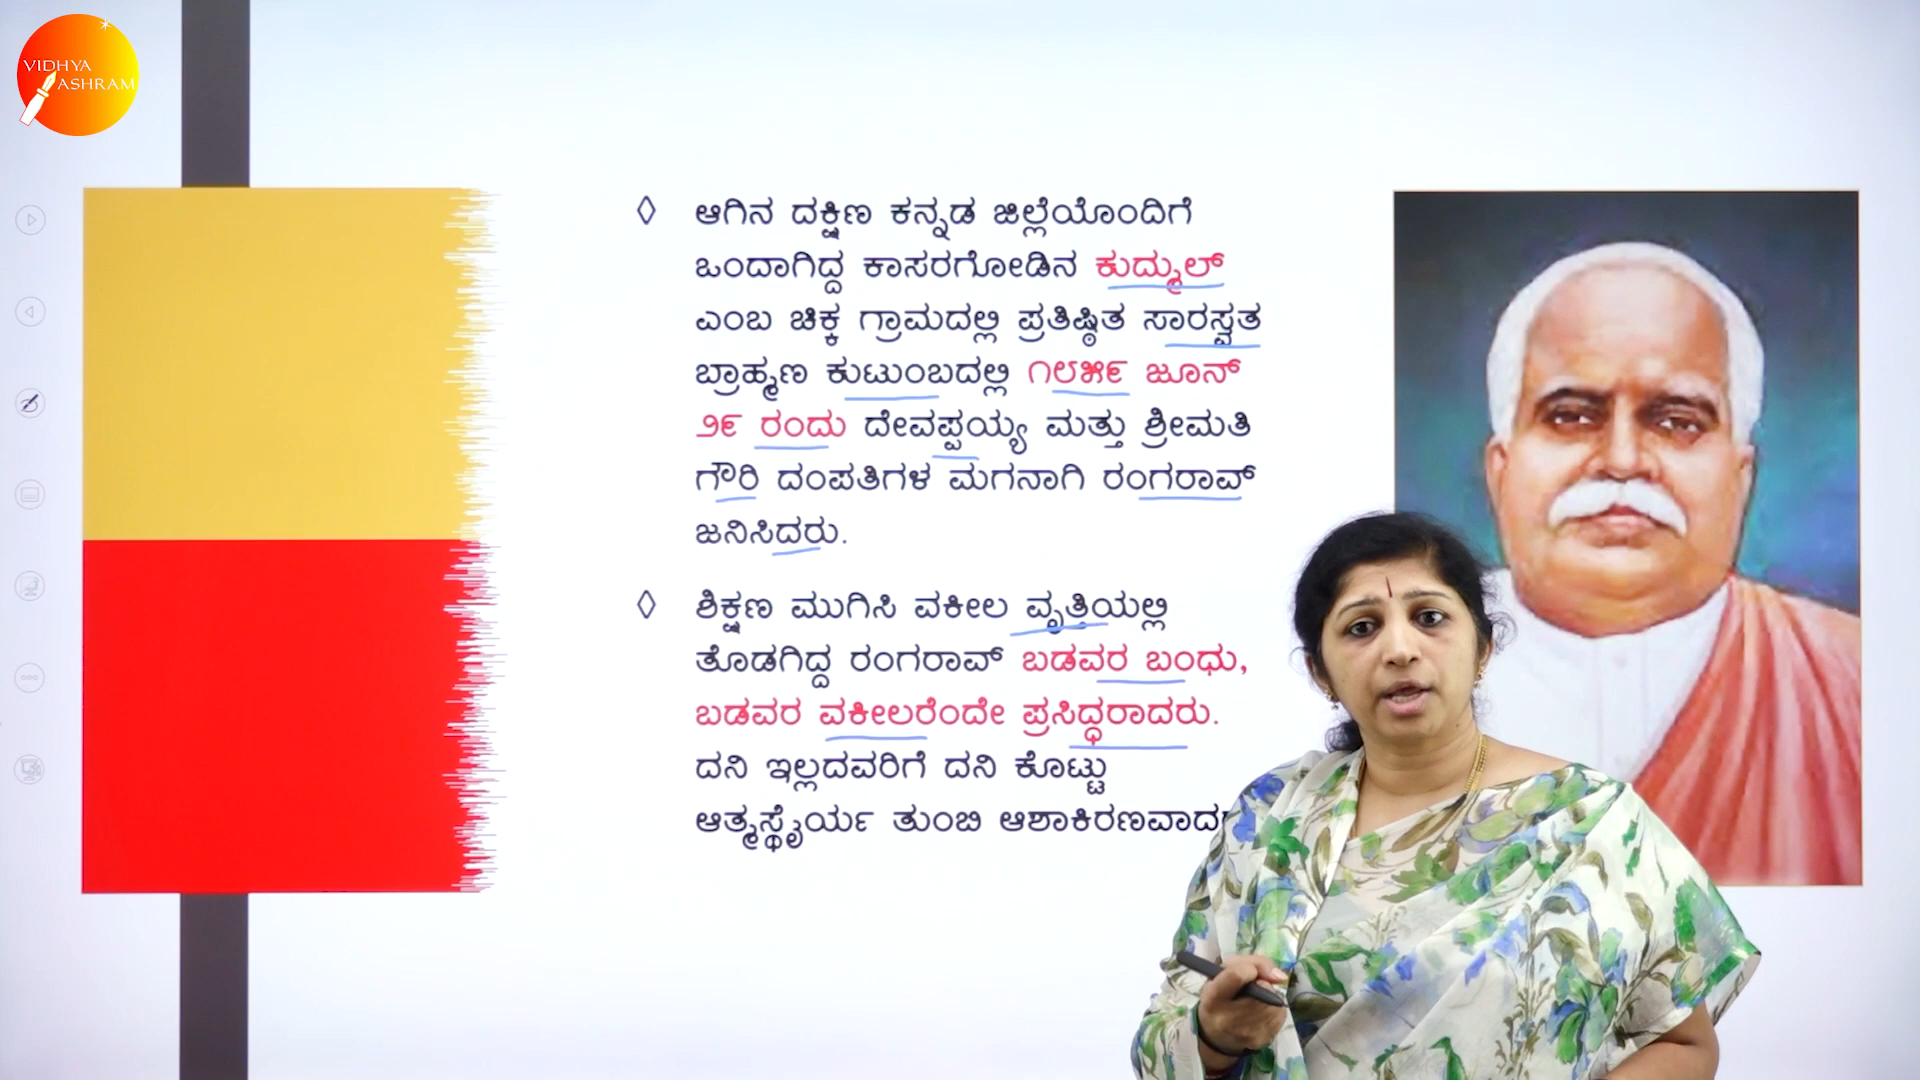 VIDHYA
ASHRAM
ಆಗಿನ ದಕ್ಷಿಣ ಕನ್ನಡ ಜಿಲ್ಲೆಯೊಂದಿಗೆ
ಒಂದಾಗಿದ್ದ ಕಾಸರಗೋಡಿನ ಕುದ್ಮುಲ್
ಎಂಬ ಚಿಕ್ಕ ಗ್ರಾಮದಲ್ಲಿ ಪ್ರತಿಷ್ಠಿತ ಸಾರಸ್ವತ
ಬ್ರಾಹ್ಮಣ ಕುಟುಂಬದಲ್ಲಿ ೧೮೫೯ ಜೂನ್
೨೯ ರಂದು ದೇವಪ್ಪಯ್ಯ ಮತ್ತು ಶ್ರೀಮತಿ
ಗೌರಿ ದಂಪತಿಗಳ ಮಗನಾಗಿ ರಂಗರಾವ್
ಜನಿಸಿದರು.
ಶಿಕ್ಷಣ ಮುಗಿಸಿ ವಕೀಲ ವೃತ್ತಿಯಲ್ಲಿ
ತೊಡಗಿದ್ದ ರಂಗರಾವ್ ಬಡವರ ಬಂಧು,
ಬಡವರ ವಕೀಲರೆಂದೇ ಪ್ರಸಿದ್ಧರಾದರು.
ದನಿ ಇಲ್ಲದವರಿಗೆ ದನಿ ಕೊಟ್ಟು
ಆತ್ಮಸ್ಥೈರ್ಯ ತುಂಬಿ